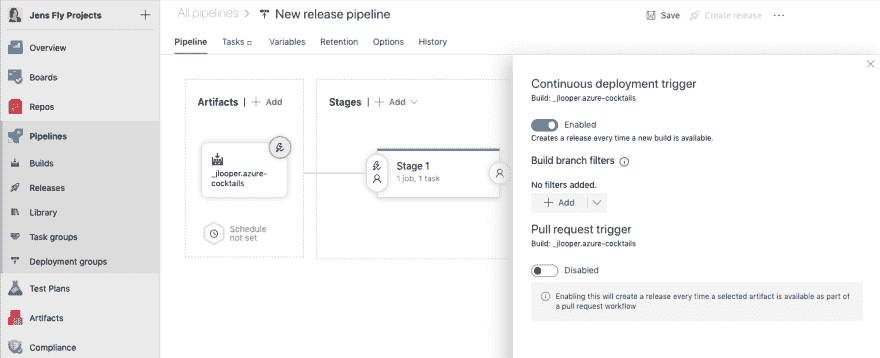 Jens Fly Projects
Overview
Boards
Repos
Pipelines
Builds
Releases
Library
Task groups
Deployment groups
Test Plans
Artifacts
Compliance
All pipelines
New release pipeline
Save
Create release
Pipeline
Tasks
Variables
Retention
Options
History
Artifacts
Add
_jlooper.azure-
cocktails
Schedule
not set
Stages
Add
Stage 1
1 job, 1 task
Continuous deployment trigger
Build: _jlooper.azure-cocktails
Enabled
Creates a release every time a new build is available.
Build branch filters
No filters added.
Add
Pull request trigger
Build: _jlooper.azure-cocktails
Disabled
Enabling this will create a release every time a selected artifact is available as part of
a pull request workflow